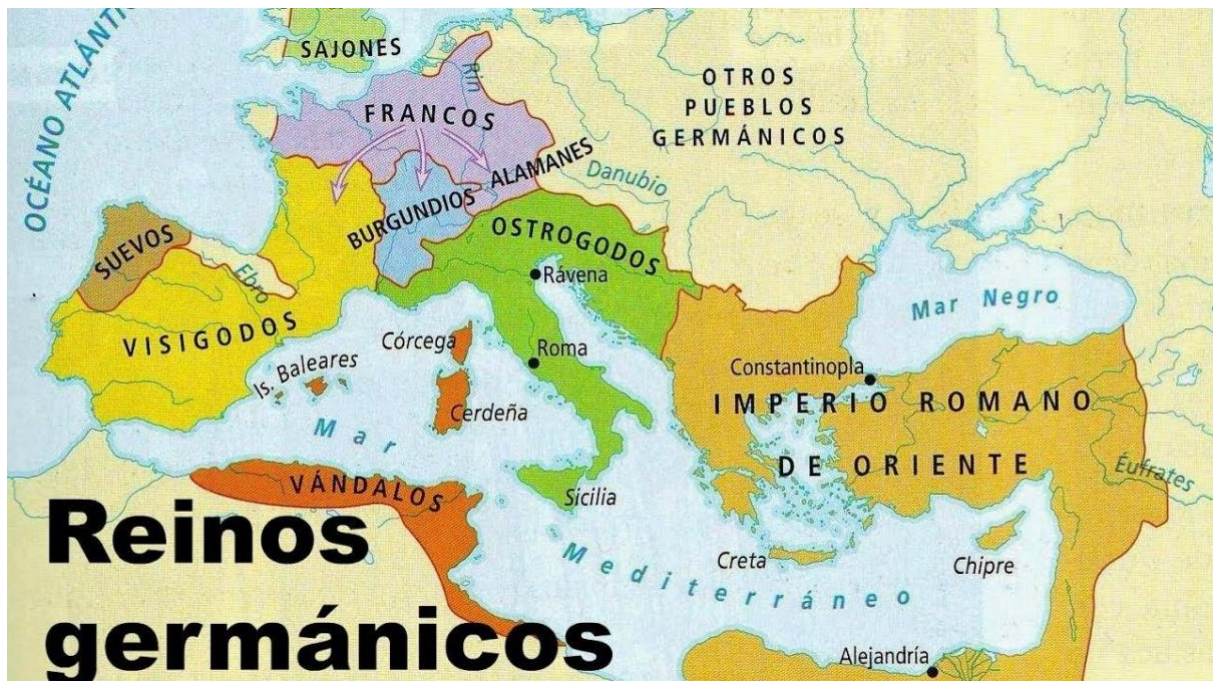 OCÉANO ATLÁNTIC
SAJONES
Rin
FRANCOS
OTROS
PUEBLOS
GERMÁNICOS
ALAMANES
Danubio
BURGUNDIOS
SUEVOS
OSTROGODOS
Ebro
Rávena
Mar Negro
VISIGODOS
Córcega
Roma
Is. Baleares
Constantinopla
Cerdeña
IMPERIO ROMANO
DE ORIENTE
Mar
Mediterráneo
Éufrates
VÁNDALOS
Sicilia
Creta
Chipre
Alejandría
Reinos
germánicos